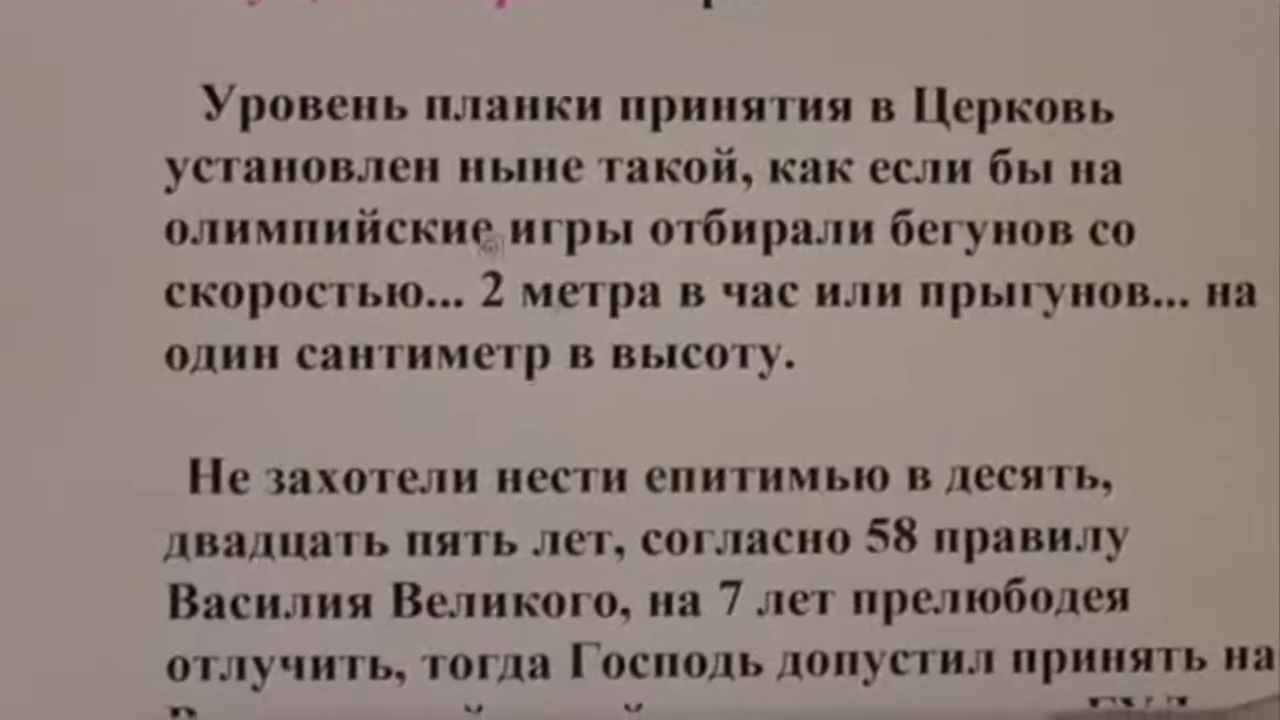 Уровень планки принятия в Церковь
установлен ныне такой, как если бы на
олимпийские игры отбирали бегунов со
скоростью... 2 метра в час или прыгунов... на
один сантиметр в высоту.
Не захотели нести епитимью в десять,
двадцать пять лет, согласно 58 правилу
Василия Великого, на 7 лет прелюбодея
отлучить, тогда Господь допустил принять на